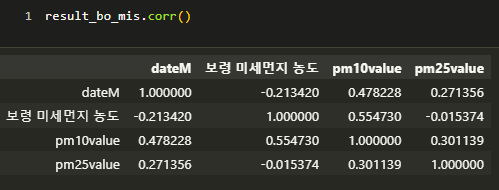 1 result_bo_mis.corr()
dateM 보령 미세먼지 농도 pm10value pm25value
dateM 1.000000 -0.213420 0.478228 0.271356
보령 미세먼지 농도 -0.213420 1.000000 0.554730 -0.015374
pm10value 0.478228 0.554730 1.000000 0.301139
pm25value 0.271356 -0.015374 0.301139 1.000000